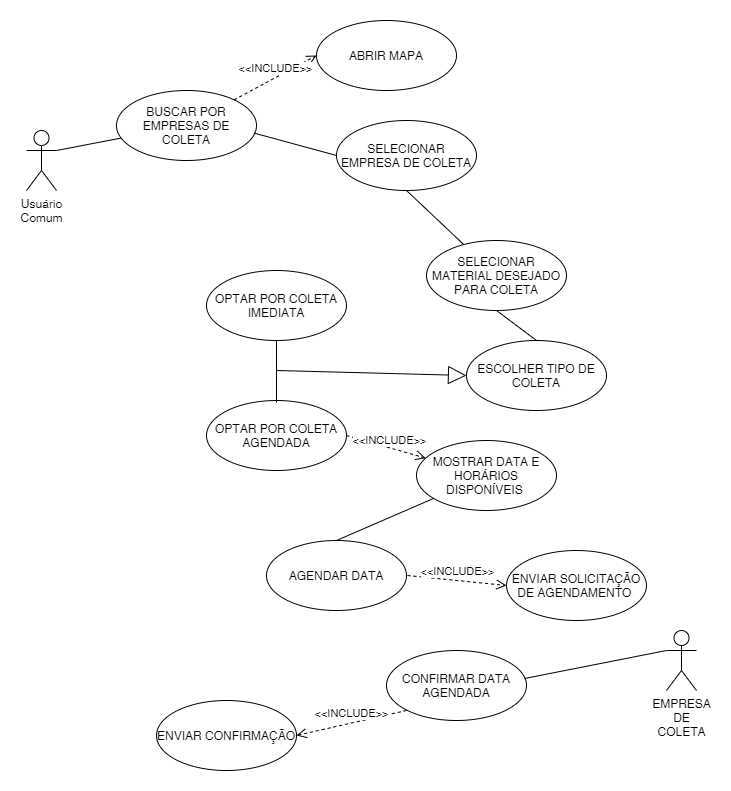 ABRIR MAPA
<<INCLUDE>>
BUSCAR POR
EMPRESAS DE
COLETA
SELECIONAR
EMPRESA DE COLETA
Usuário
Comum
SELECIONAR
MATERIAL DESEJADO
PARA COLETA
OPTAR POR COLETA
IMEDIATA
ESCOLHER TIPO DE
COLETA
OPTAR POR COLETA
AGENDADA
<<INCLUDE>>
MOSTRAR DATA E
HORÁRIOS
DISPONÍVEIS
AGENDAR DATA
<<INCLUDE>>
ENVIAR SOLICITAÇÃO
DE AGENDAMENTO
CONFIRMAR DATA
AGENDADA
EMPRESA
DE
COLETA
<<INCLUDE>>
ENVIAR CONFIRMAÇÃO